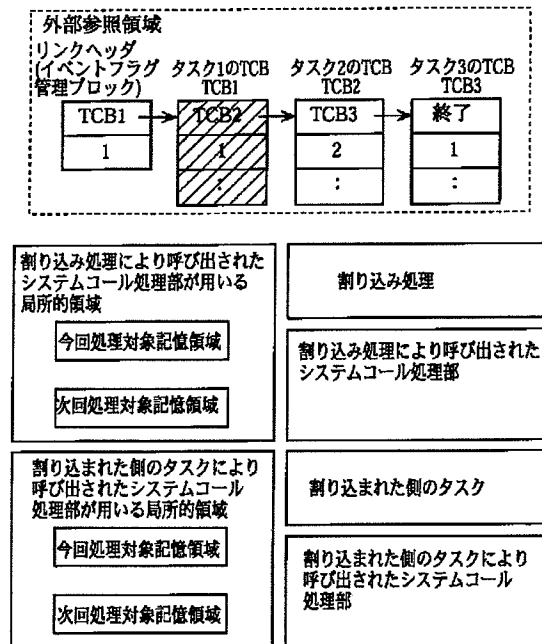 外部参照領域
リンクヘッダ
(イベントフラグ
管理ブロック)
タスク1のTCB
TCB1
タスク2のTCB
TCB2
タスク3のTCB
TCB3
TCB1
1
TCB2
1
:
TCB3
2
:
終了
1
:
割り込み処理により呼び出された
システムコール処理部が用いる
局所的領域
今回処理対象記憶領域
次回処理対象記憶領域
割り込み処理
割り込み処理により呼び出された
システムコール処理部
割り込まれた側のタスクにより
呼び出されたシステムコール
処理部が用いる局所的領域
今回処理対象記憶領域
次回処理対象記憶領域
割り込まれた側のタスク
割り込まれた側のタスクにより
呼び出されたシステムコール
処理部